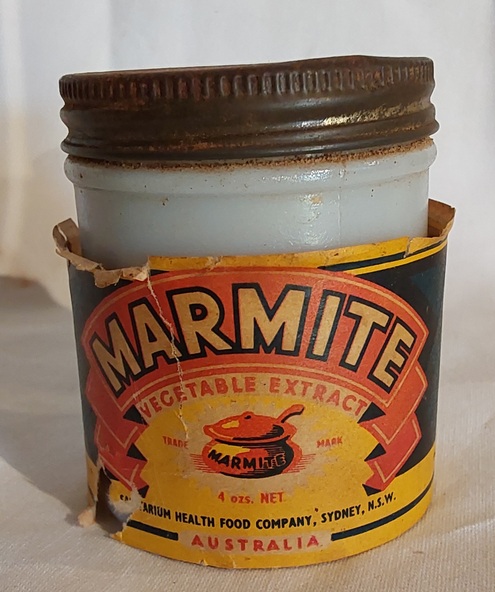 MARMITE
VEGETABLE EXTRACT
TRADE MARK
MARMITE
4 ozs. NET
HEALTH FOOD COMPANY, SYDNEY, N.S.W.
AUSTRALIA